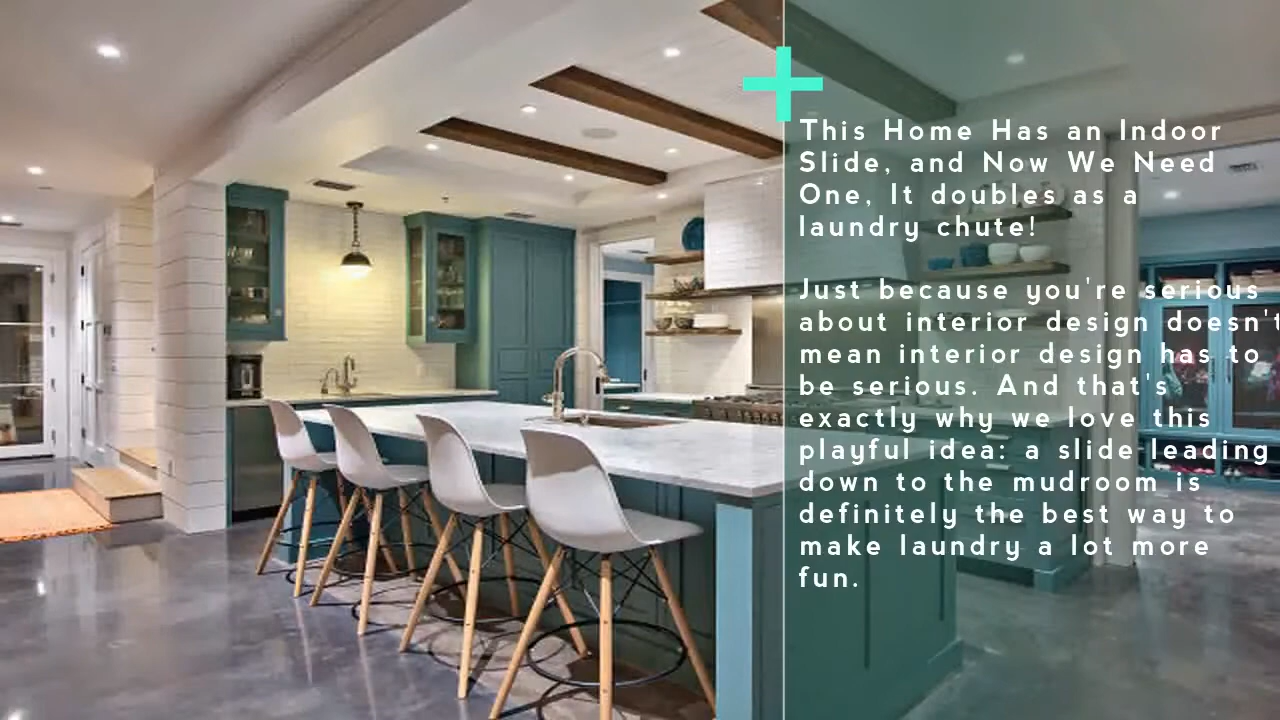 This Home Has an Indoor
Slide, and Now We Need
One, It doubles as a
laundry chute!
Just because you're serious
about interior design doesn't
mean interior design has to
be serious. And that's
exactly why we love this
playful idea: a slide leading
down to the mudroom is
definitely the best way to
make laundry a lot more
fun.